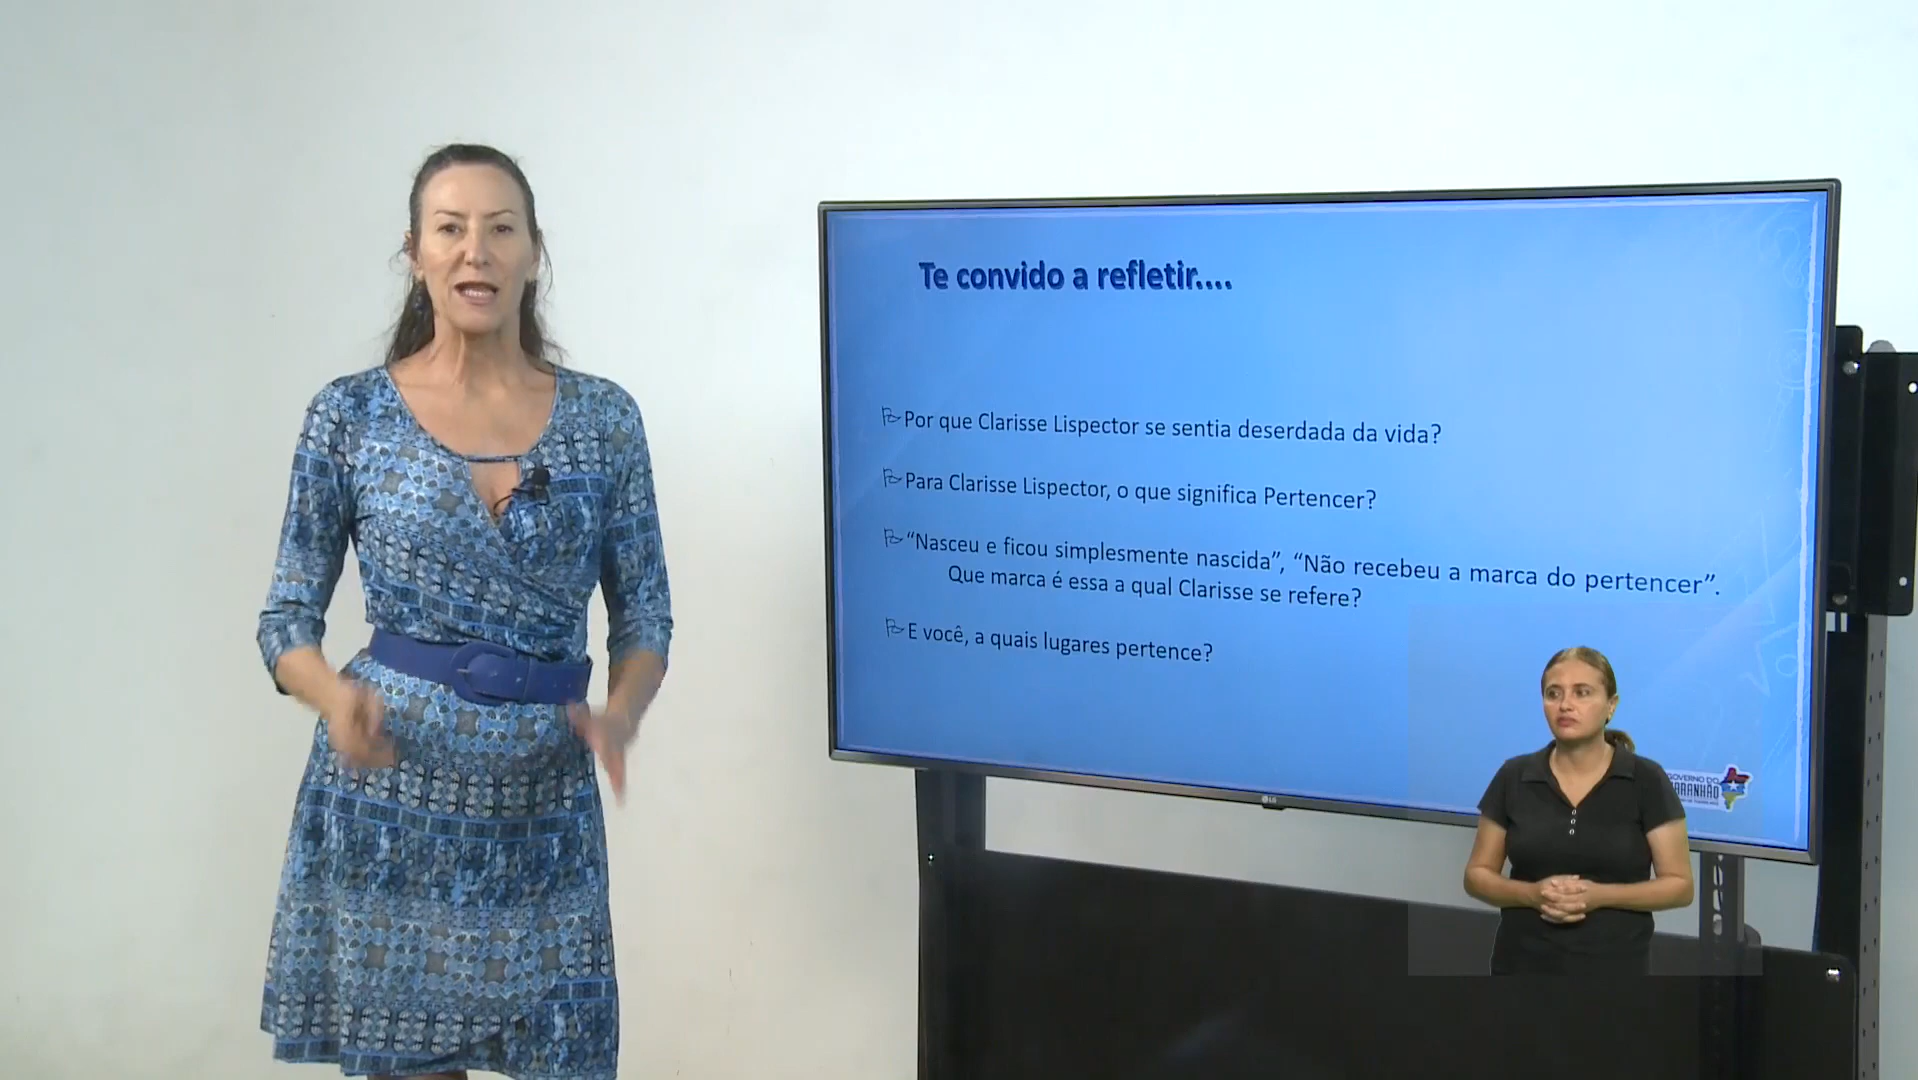 Te convido a refletir....
Por que Clarisse Lispector se sentia deserdada da vida?
Para Clarisse Lispector, o que significa Pertencer?
“Nasceu e ficou simplesmente nascida”, “Não recebeu a marca do pertencer”.
Que marca é essa a qual Clarisse se refere?
E você, a quais lugares pertence?
GOVERNO DO
LG